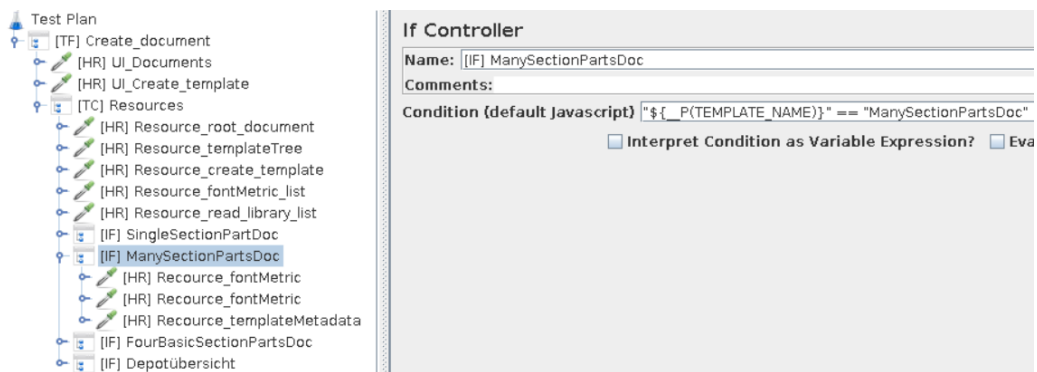 Test Plan
[TF] Create_document
[HR] UI_Documents
[HR] UI_Create_template
[TC] Resources
[HR] Resource_root_document
[HR] Resource_templateTree
[HR] Resource_create_template
[HR] Resource_fontMetric_list
[HR] Resource_read_library_list
[IF] SingleSectionPartDoc
[IF] ManySectionPartsDoc
[HR] Recource_fontMetric
[HR] Recource_fontMetric
[HR] Recource_templateMetadata
[IF] FourBasicSectionPartsDoc
[IF] Depotübersicht
If Controller
Name: [IF] ManySectionPartsDoc
Comments:
Condition (default Javascript) "${__P(TEMPLATE_NAME)}" == "ManySectionPartsDoc"
Interpret Condition as Variable Expression? Eva